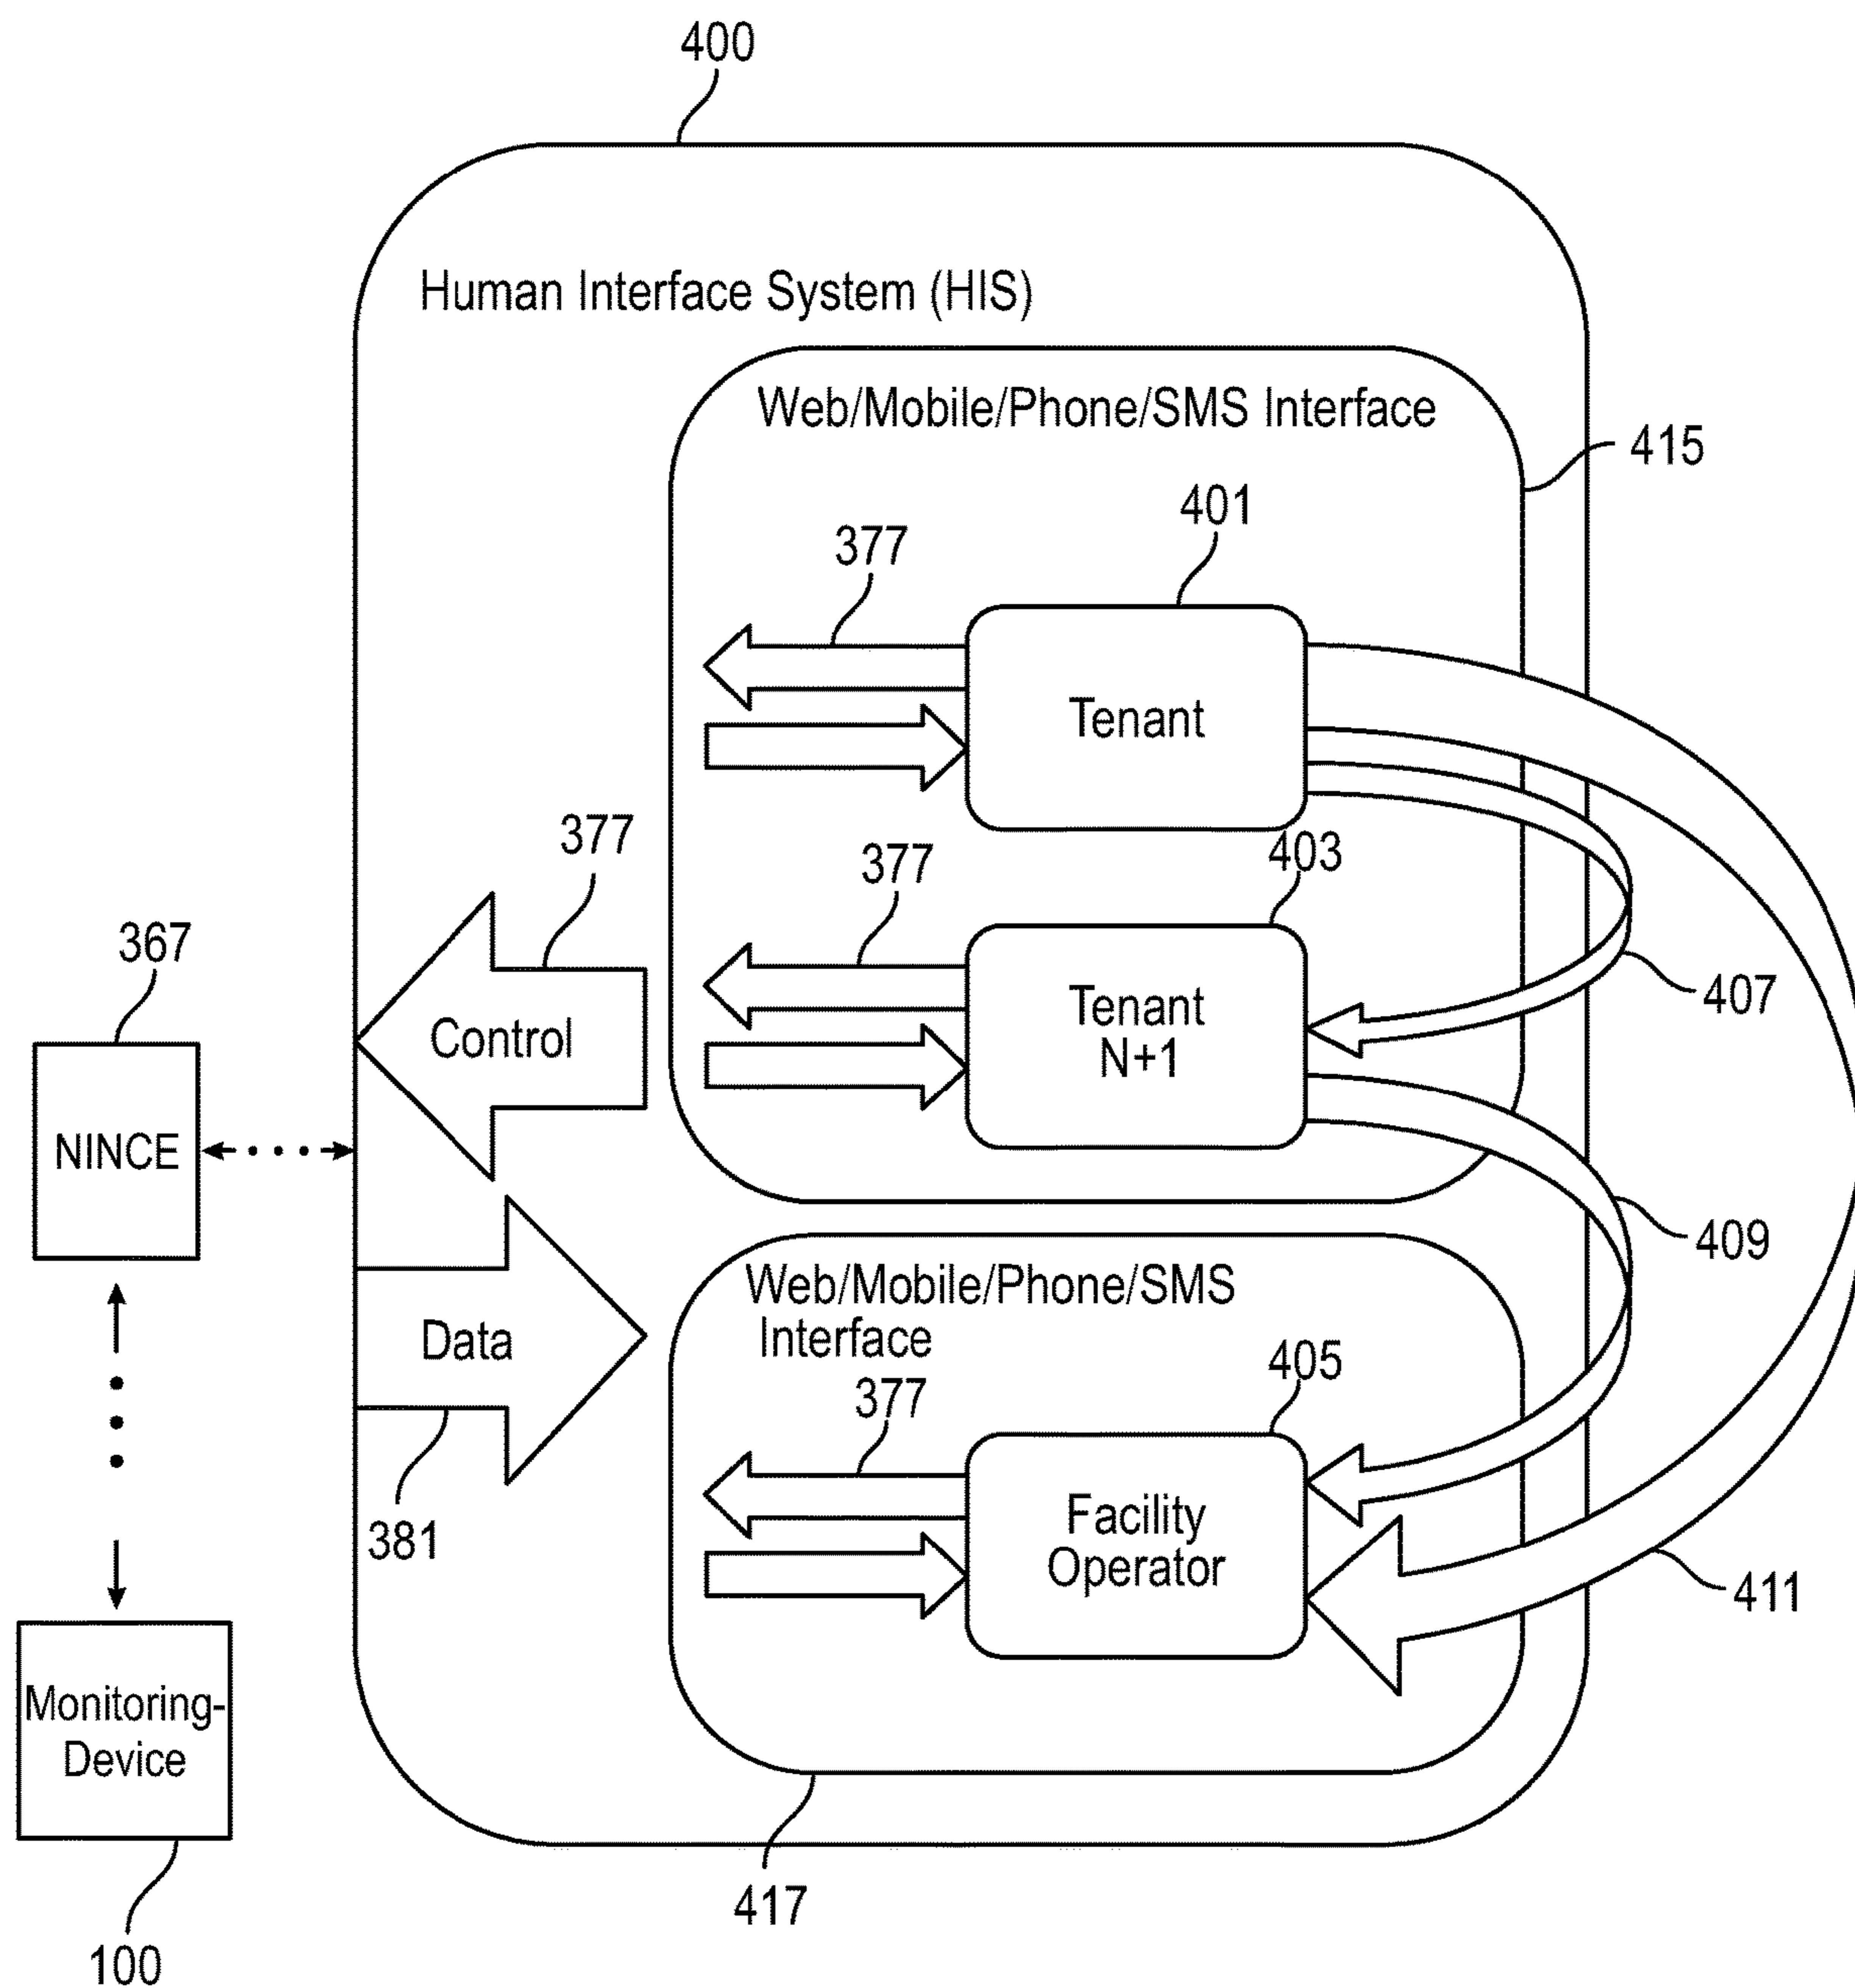 400
Human Interface System (HIS)
Web/Mobile/Phone/SMS Interface
415
401
377
Tenant
377
377
403
367
Control
Tenant
N+1
407
NINCE
409
Web/Mobile/Phone/SMS
Interface
Data
405
377
381
Facility
Operator
411
Monitoring-
Device
417
100